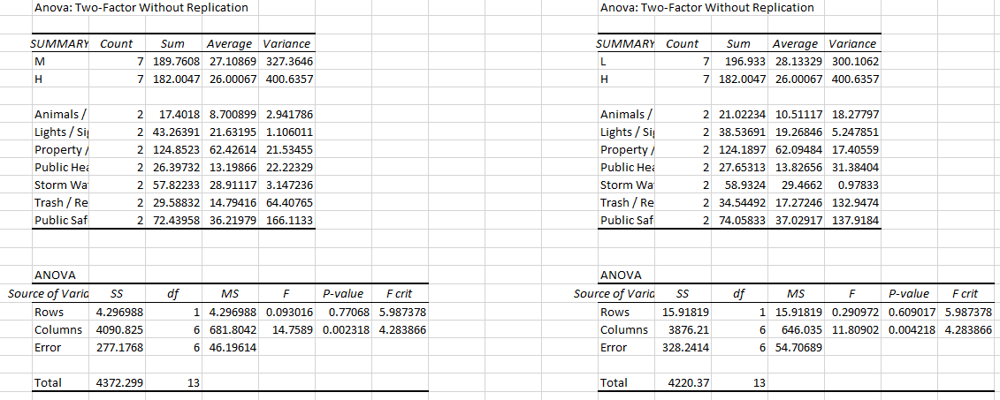 Anova: Two-Factor Without Replication
SUMMARY Count Sum Average Variance
M 7 189.7608 27.10869 327.3646
H 7 182.0047 26.00067 400.6357
Animals / 2 17.4018 8.700899 2.941786
Lights / Sig 2 43.26391 21.63195 1.106011
Property / 2 124.8523 62.42614 21.53455
Public Hea 2 26.39732 13.19866 22.22329
Storm Wa 2 57.82233 28.91117 3.147236
Trash / Re 2 29.58832 14.79416 64.40765
Public Saf 2 72.43958 36.21979 166.1133
ANOVA
Source of Varia SS df MS F P-value F crit
Rows 4.296988 1 4.296988 0.093016 0.77068 5.987378
Columns 4090.825 6 681.8042 14.7589 0.002318 4.283866
Error 277.1768 6 46.19614
Total 4372.299 13
Anova: Two-Factor Without Replication
SUMMARY Count Sum Average Variance
L 7 196.933 28.13329 300.1062
H 7 182.0047 26.00067 400.6357
Animals / 2 21.02234 10.51117 18.27797
Lights / Sig 2 38.53691 19.26846 5.247851
Property / 2 124.1897 62.09484 17.40559
Public Hea 2 27.65313 13.82656 31.38404
Storm Wa 2 58.9324 29.4662 0.97833
Trash / Re 2 34.54492 17.27246 132.9474
Public Saf 2 74.05833 37.02917 137.9184
ANOVA
Source of Varia SS df MS F P-value F crit
Rows 15.91819 1 15.91819 0.290972 0.609017 5.987378
Columns 3876.21 6 646.035 11.80902 0.004218 4.283866
Error 328.2414 6 54.70689
Total 4220.37 13